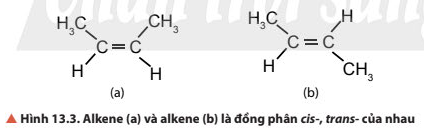 H₃C CH₃ H₃C H
C=C C=C
H H H CH₃
(a) (b)
▲ Hình 13.3. Alkene (a) và alkene (b) là đồng phân cis-, trans- của nhau